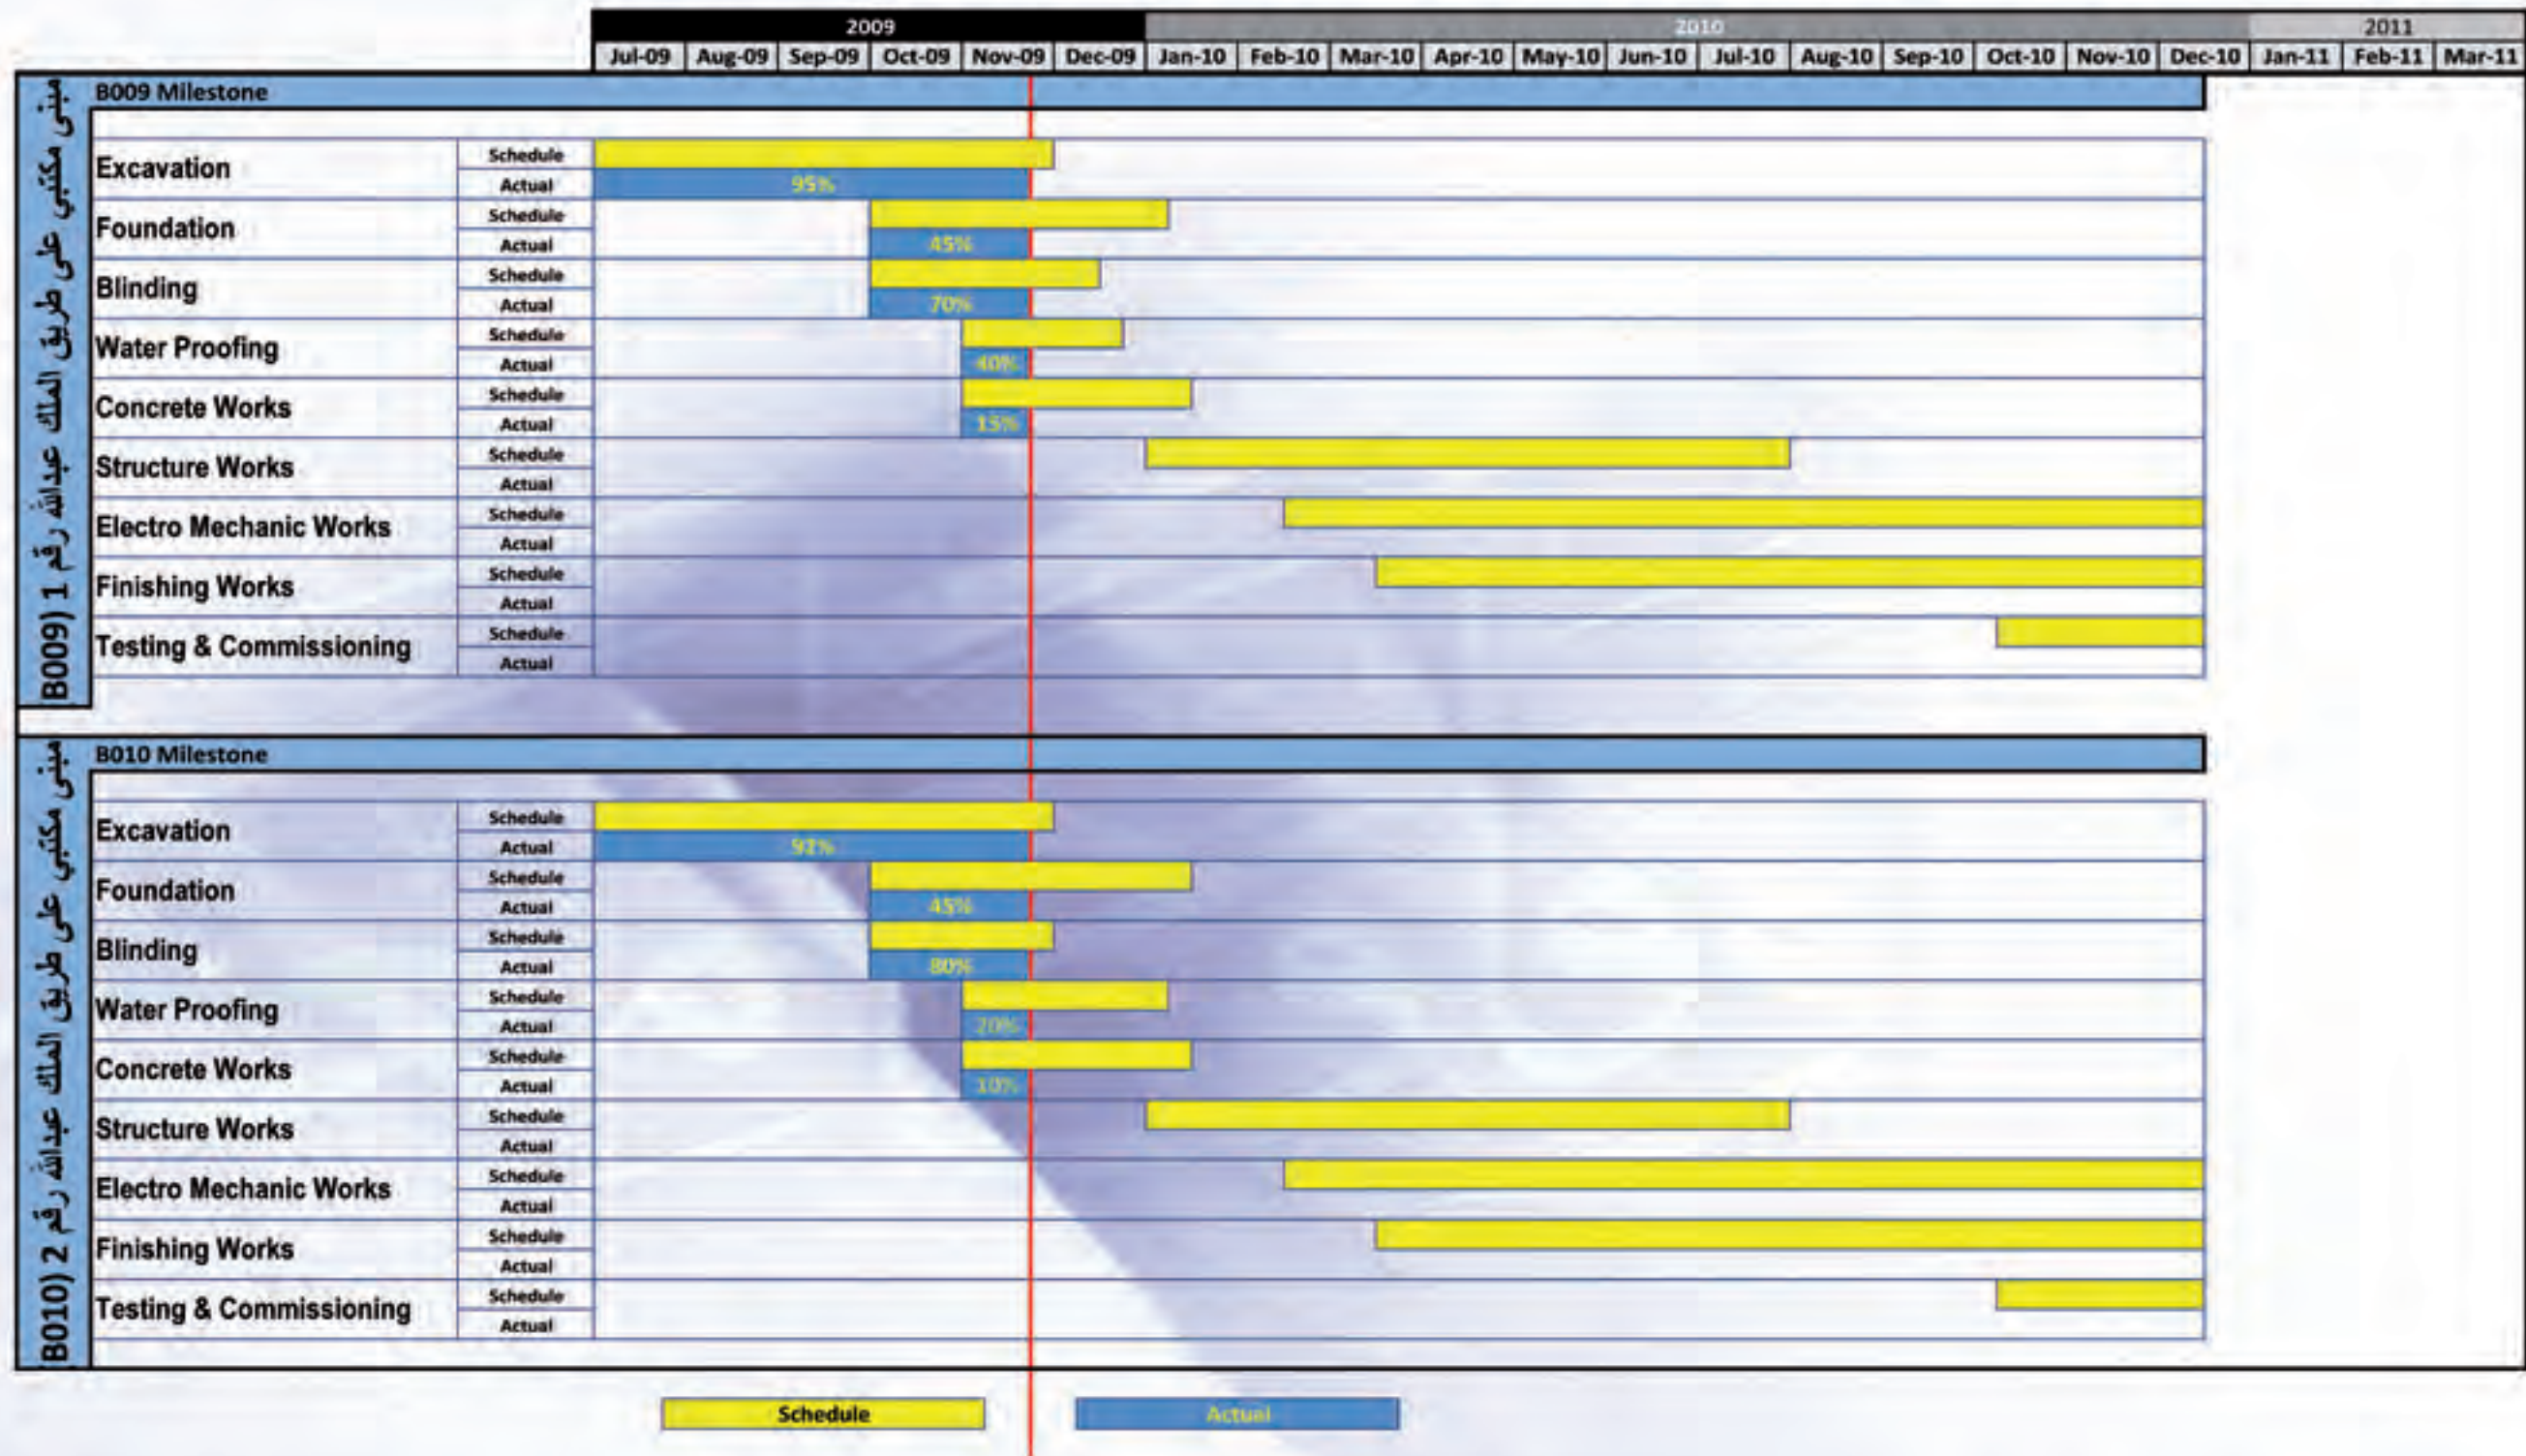 2009 2010 2011
Jul-09 Aug-09 Sep-09 Oct-09 Nov-09 Dec-09 Jan-10 Feb-10 Mar-10 Apr-10 May-10 Jun-10 Jul-10 Aug-10 Sep-10 Oct-10 Nov-10 Dec-10 Jan-11 Feb-11 Mar-11
مبنى مكتبي على طريق الملك عبدالله رقم 1 (B009
B009 Milestone
Excavation
Schedule
Actual 95%
Foundation
Schedule
Actual 45%
Blinding
Schedule
Actual 70%
Water Proofing
Schedule
Actual 40%
Concrete Works
Schedule
Actual 15%
Structure Works
Schedule
Actual
Electro Mechanic Works
Schedule
Actual
Finishing Works
Schedule
Actual
Testing & Commissioning
Schedule
Actual
مبنى مكتبي على طريق الملك عبدالله رقم 2 (B010
B010 Milestone
Excavation
Schedule
Actual 92%
Foundation
Schedule
Actual 45%
Blinding
Schedule
Actual 80%
Water Proofing
Schedule
Actual 20%
Concrete Works
Schedule
Actual 10%
Structure Works
Schedule
Actual
Electro Mechanic Works
Schedule
Actual
Finishing Works
Schedule
Actual
Testing & Commissioning
Schedule
Actual
Schedule Actual